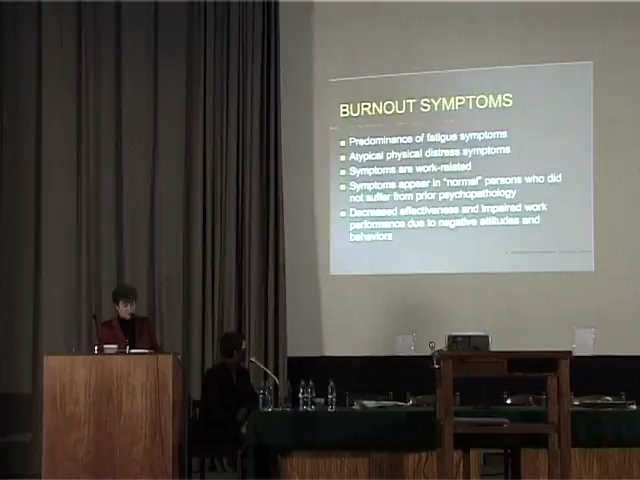 BURNOUT SYMPTOMS
Predominance of fatigue symptoms
Atypical physical distress symptoms
Symptoms are work-related
Symptoms appear in "normal" persons who did
not suffer from prior psychopathology
Decreased effectiveness and impaired work
performance due to negative attitudes and
behaviors